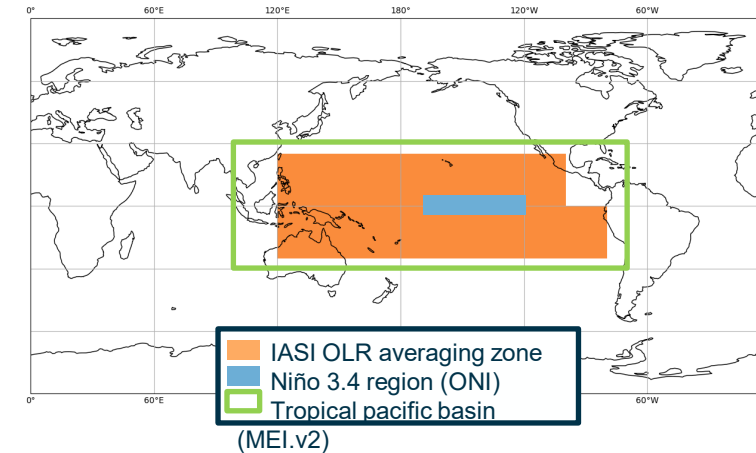 0° 60°E 120°E 180° 120°W 60°W
IASI OLR averaging zone
Niño 3.4 region (ONI)
Tropical pacific basin
(MEI.v2)
0° 60°E 60°W